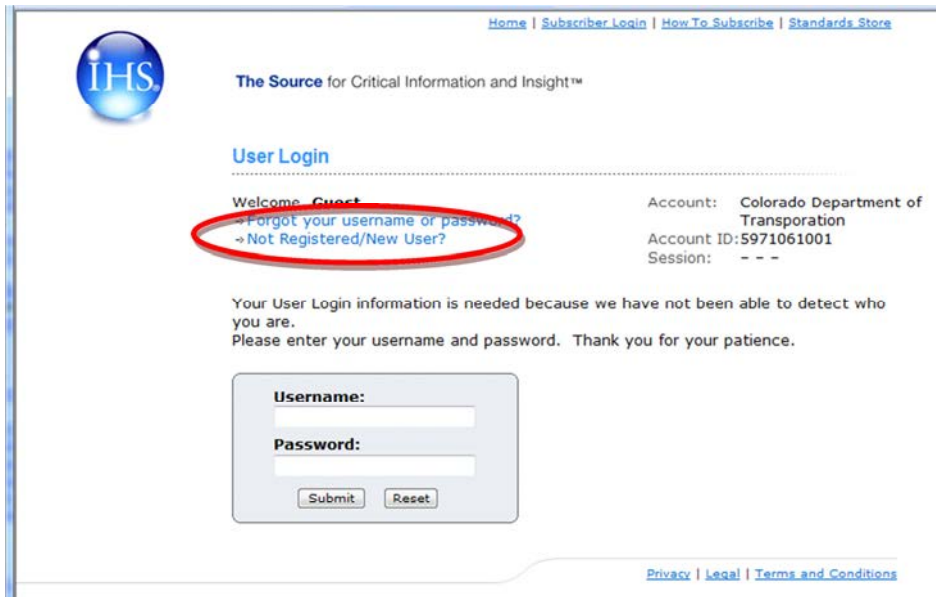 Home | Subscriber Login | How To Subscribe | Standards Store
IHS®
The Source for Critical Information and Insight™
User Login
Welcome Guest
→Forgot your username or password?
→Not Registered/New User?
Account: Colorado Department of
Transporation
Account ID:5971061001
Session: - - -
Your User Login information is needed because we have not been able to detect who
you are.
Please enter your username and password. Thank you for your patience.
Username:
Password:
Submit Reset
Privacy | Legal | Terms and Conditions